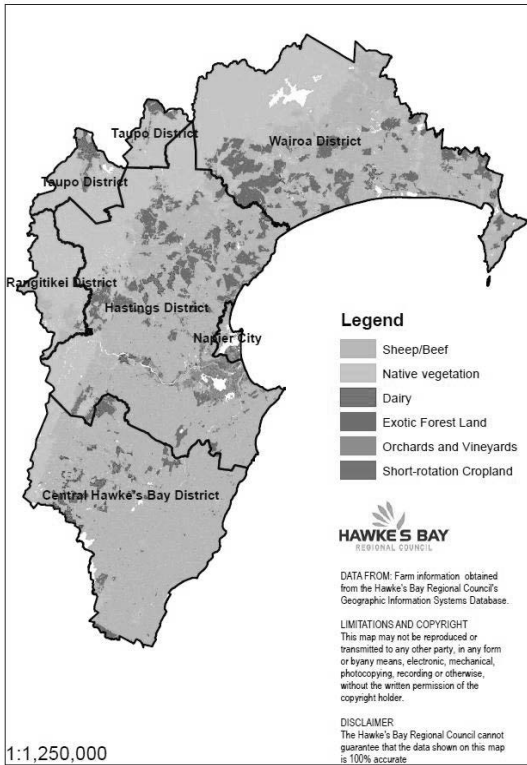 Taupo District
Wairoa District
Taupo District
Rangitikei District
Hastings District
Napier City
Central Hawke's Bay District
Legend
Sheep/Beef
Native vegetation
Dairy
Exotic Forest Land
Orchards and Vineyards
Short-rotation Cropland
HAWKE'S BAY
REGIONAL COUNCIL
DATA FROM: Farm information obtained
from the Hawke's Bay Regional Council's
Geographic Information Systems Database.
LIMITATIONS AND COPYRIGHT
This map may not be reproduced or
transmitted to any other party, in any form
or byany means, electronic, mechanical,
photocopying, recording or otherwise,
without the written permission of the
copyright holder.
DISCLAIMER
The Hawke's Bay Regional Council cannot
guarantee that the data shown on this map
is 100% accurate
1:1,250,000